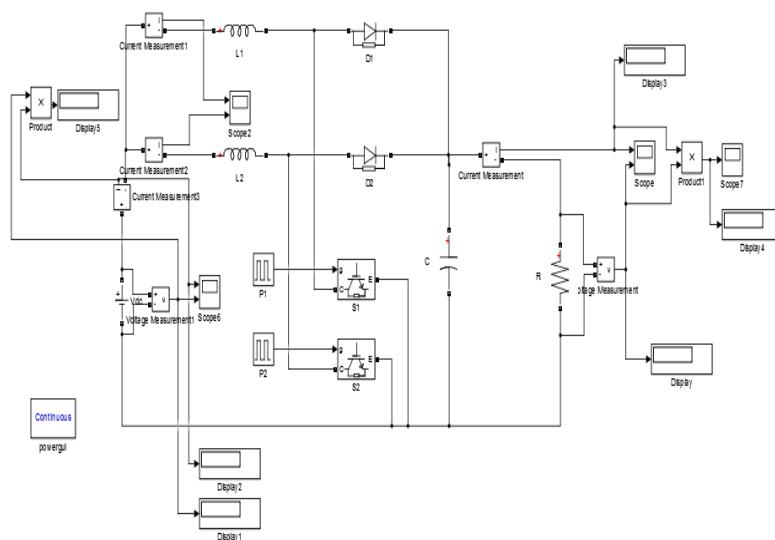 Current Measurement1
L1
D1
Display3
X
Product
Display5
Scope2
Current Measurement2
L2
D2
Current Measurement
Scope
X
Product1
Scope7
Current Measurement3
Display4
C
R
P1
g
C
E
S1
Vdc
v
Voltage Measurement1
Scope6
v
oltage Measurement
P2
g
C
E
S2
Display
Continuous
powergui
Display2
Display1